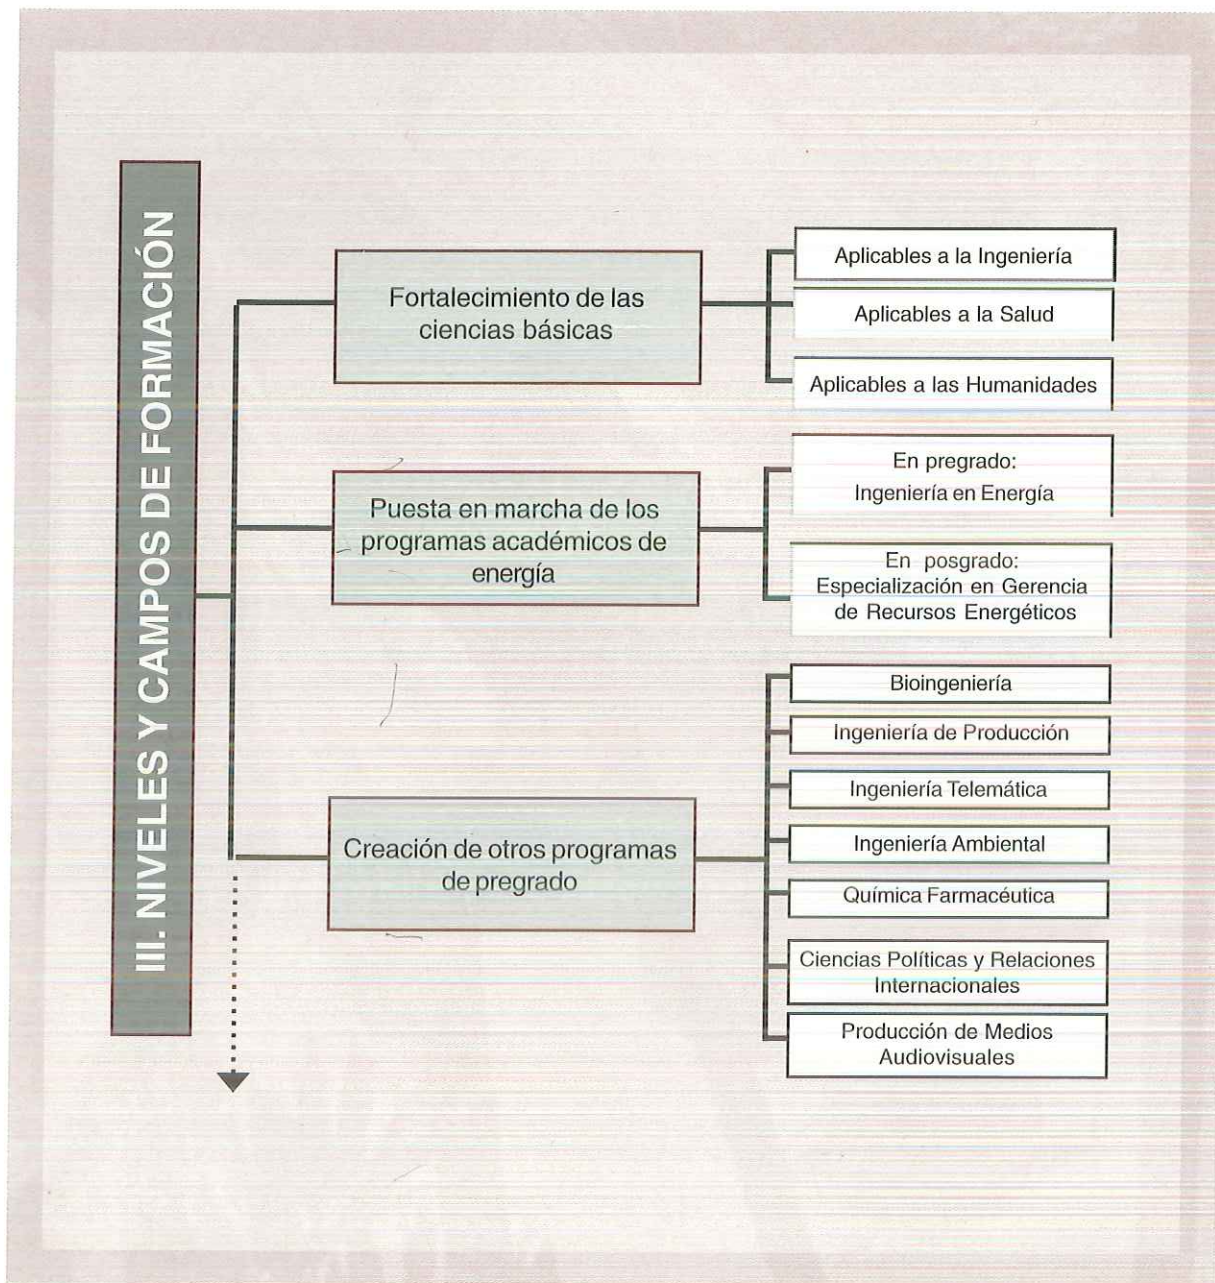 III. NIVELES Y CAMPOS DE FORMACIÓN
Fortalecimiento de las
ciencias básicas
Aplicables a la Ingeniería
Aplicables a la Salud
Aplicables a las Humanidades
Puesta en marcha de los
programas académicos de
energía
En pregrado:
Ingeniería en Energía
En posgrado:
Especialización en Gerencia
de Recursos Energéticos
Creación de otros programas
de pregrado
Bioingeniería
Ingeniería de Producción
Ingeniería Telemática
Ingeniería Ambiental
Química Farmacéutica
Ciencias Políticas y Relaciones
Internacionales
Producción de Medios
Audiovisuales